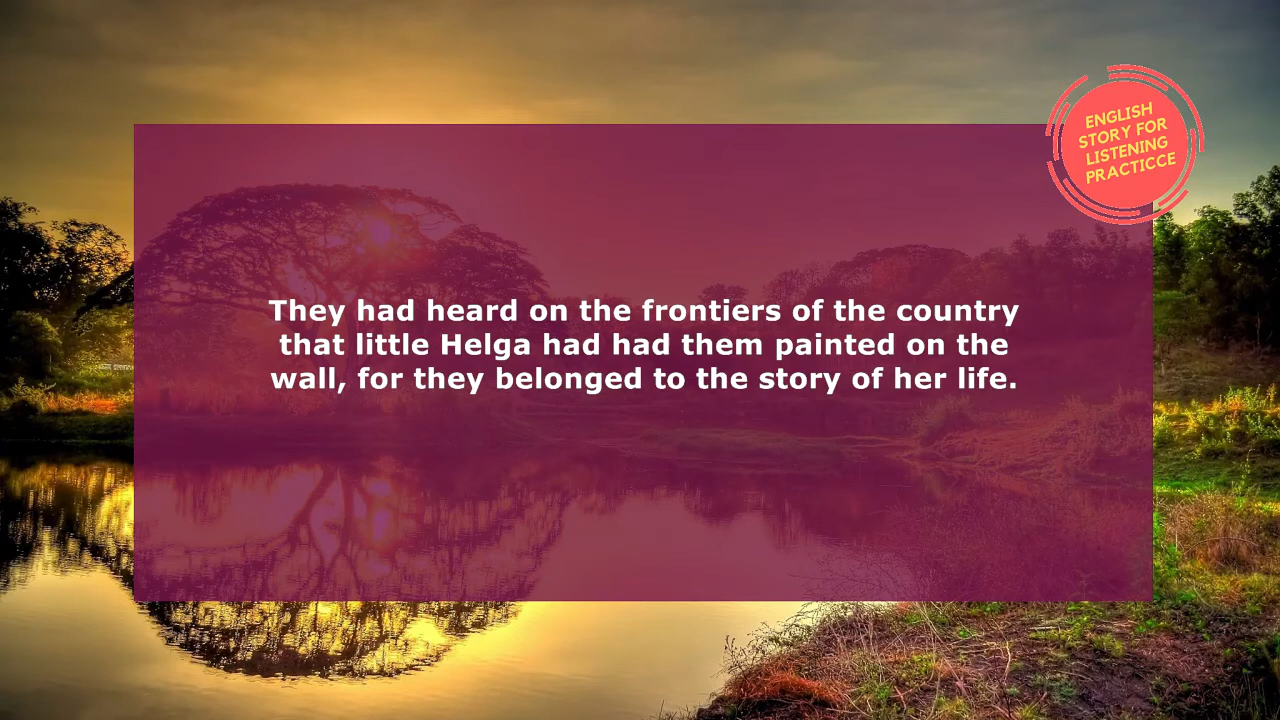 ENGLISH
STORY FOR
LISTENING
PRACTICCE
They had heard on the frontiers of the country
that little Helga had had them painted on the
wall, for they belonged to the story of her life.